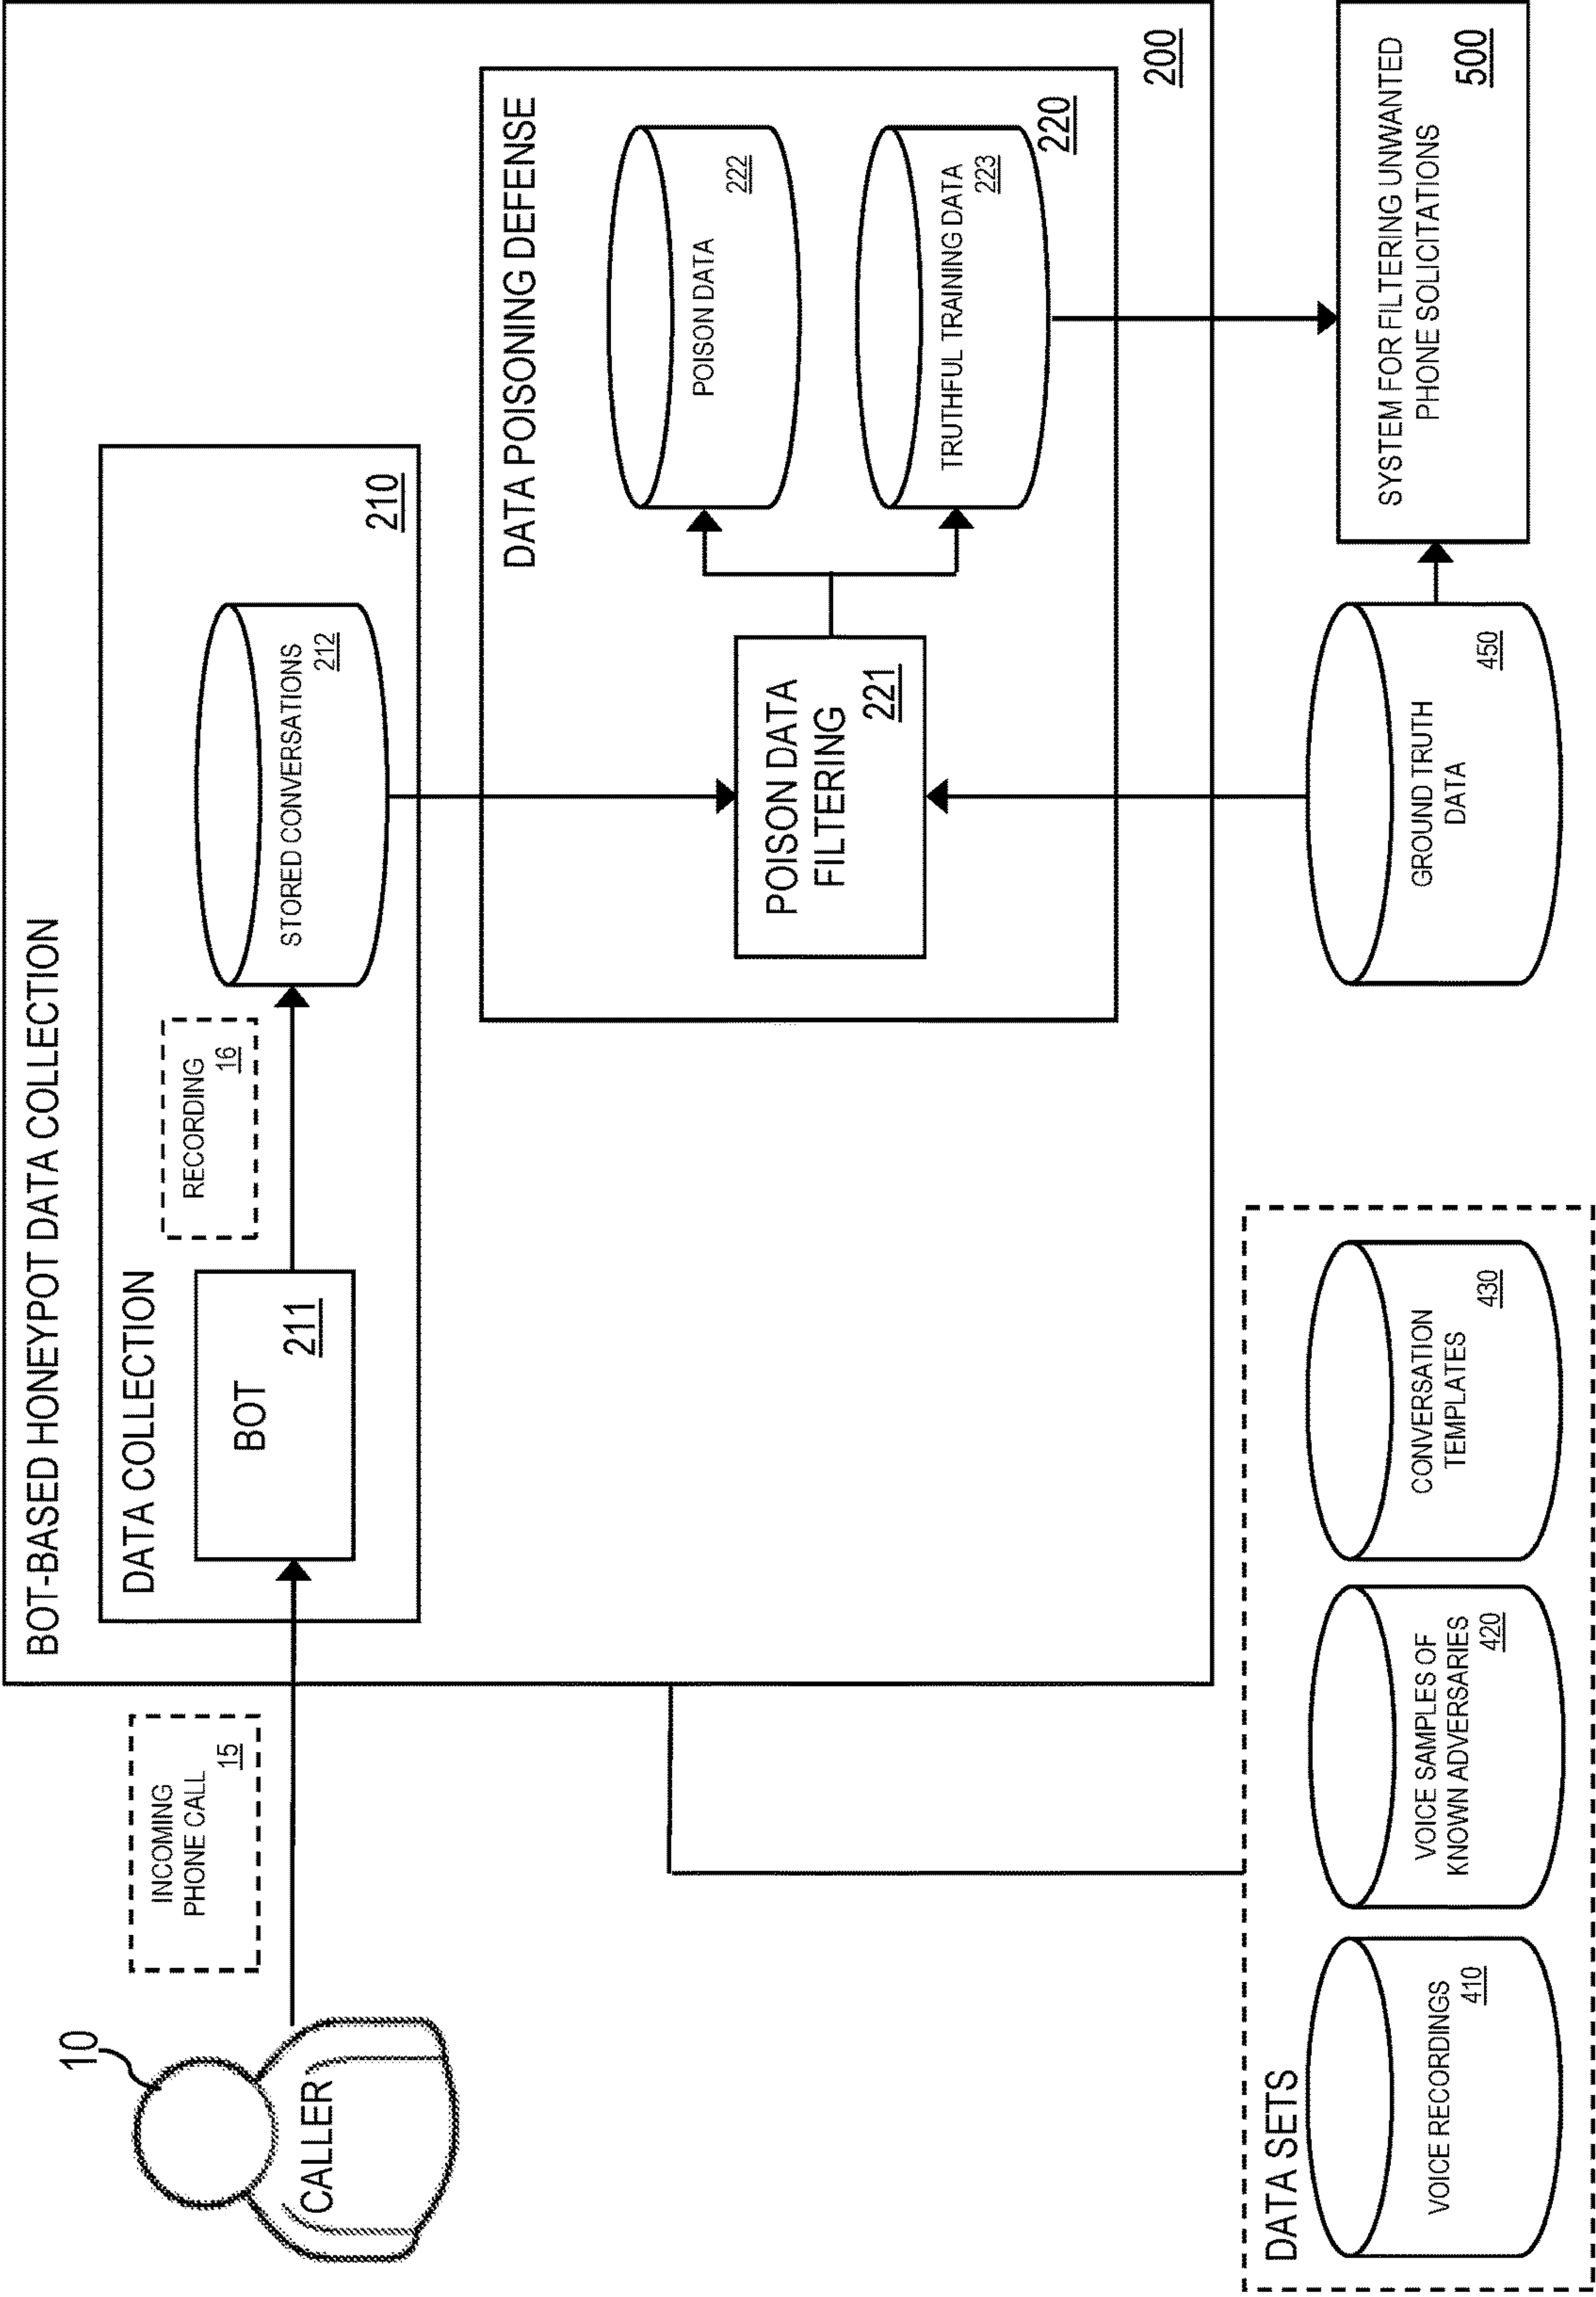 BOT-BASED HONEYPOT DATA COLLECTION
200
10
CALLER
INCOMING
PHONE CALL
15
DATA COLLECTION
210
BOT
211
RECORDING
16
STORED CONVERSATIONS
212
DATA POISONING DEFENSE
220
POISON DATA
FILTERING
221
POISON DATA
222
TRUTHFUL TRAINING DATA
223
DATA SETS
VOICE RECORDINGS
410
VOICE SAMPLES OF
KNOWN ADVERSARIES
420
CONVERSATION
TEMPLATES
430
GROUND TRUTH
DATA
450
SYSTEM FOR FILTERING UNWANTED
PHONE SOLICITATIONS
500